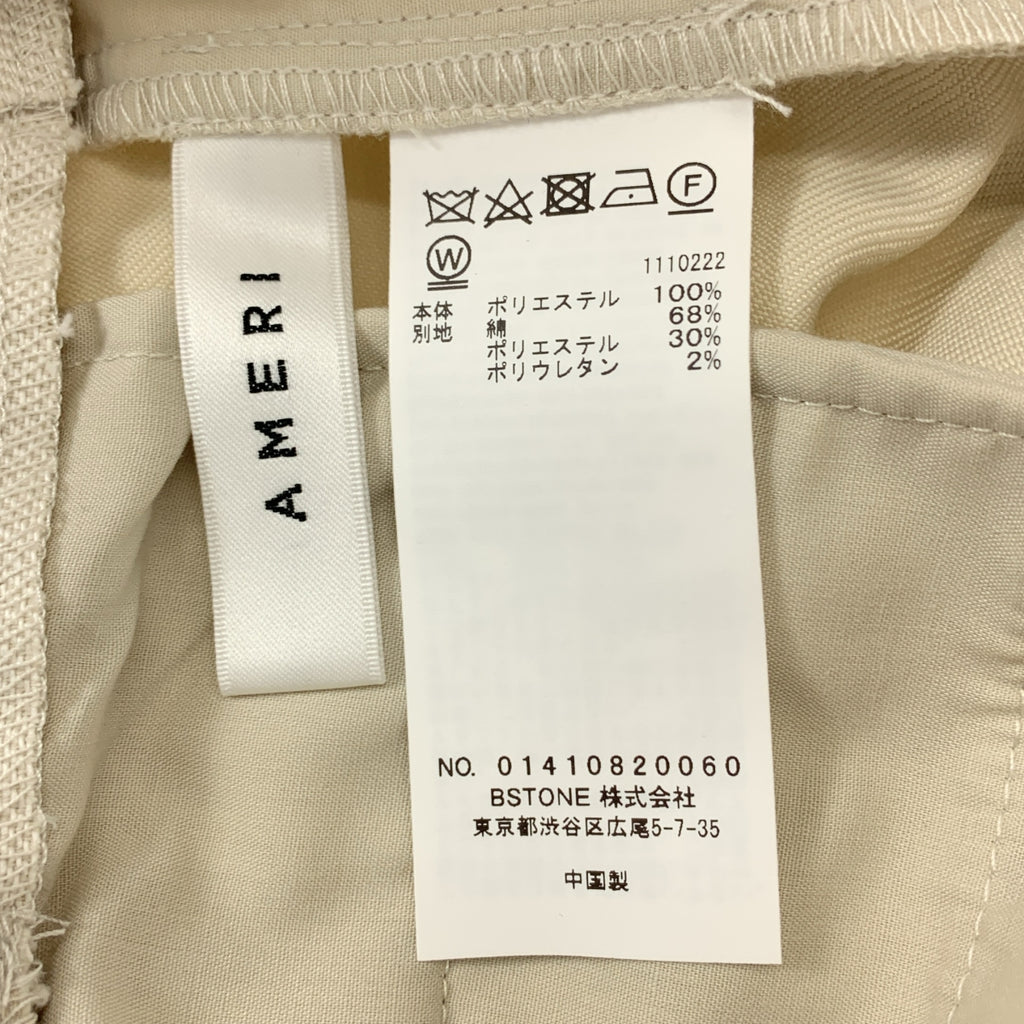 AMERI
F
W
1110222
本体 ポリエステル 100%
別地 綿 68%
ポリエステル 30%
ポリウレタン 2%
NO. 01410820060
BSTONE 株式会社
東京都渋谷区広尾5-7-35
中国製